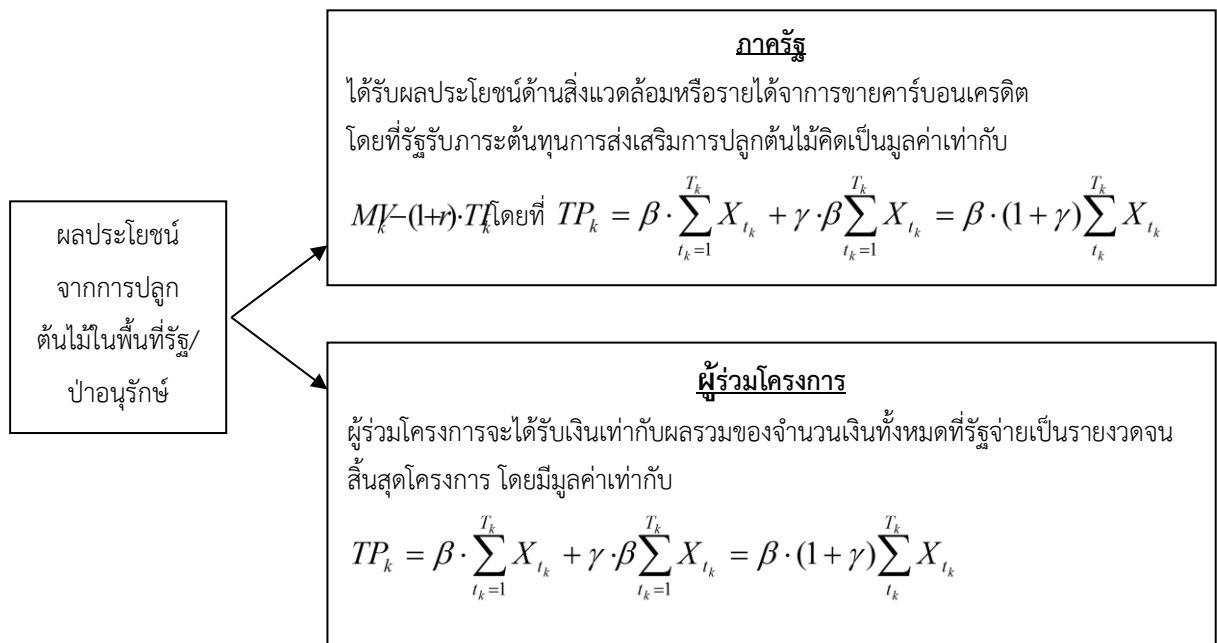 ภาครัฐ
ได้รับผลประโยชน์ด้านสิ่งแวดล้อมหรือรายได้จาการขายคาร์บอนเครดิต
โดยที่รัฐรับภาระต้นทุนการส่งเสริมการปลูกต้นไม้คิดเป็นมูลค่าเท่ากับ
MV_k−(1+r)·TP_k โดยที่ TP_k = β · ∑_{t_k=1}^{T_k} X_{t_k} + γ · β ∑_{t_k=1}^{T_k} X_{t_k} = β · (1 + γ) ∑_{t_k}^{T_k} X_{t_k}
ผลประโยชน์
จากการปลูก
ต้นไม้ในพื้นที่รัฐ/
ป่าอนุรักษ์
ผู้ร่วมโครงการ
ผู้ร่วมโครงการจะได้รับเงินเท่ากับผลรวมของจำนวนเงินทั้งหมดที่รัฐจ่ายเป็นรายงวดจน
สิ้นสุดโครงการ โดยมีมูลค่าเท่ากับ
TP_k = β · ∑_{t_k=1}^{T_k} X_{t_k} + γ · β ∑_{t_k=1}^{T_k} X_{t_k} = β · (1 + γ) ∑_{t_k}^{T_k} X_{t_k}